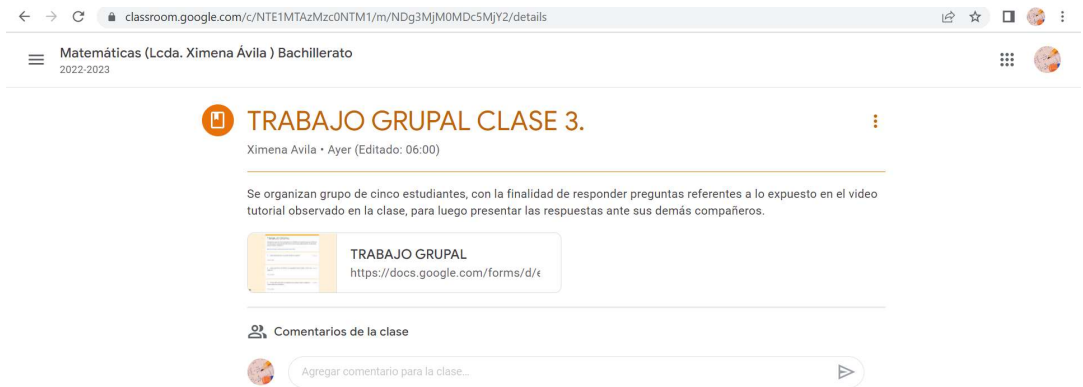 classroom.google.com/c/NTE1MTAzMzc0NTM1/m/NDg3MjM0MDc5MjY2/details
Matemáticas (Lcda. Ximena Ávila ) Bachillerato
2022-2023
TRABAJO GRUPAL CLASE 3.
Ximena Avila • Ayer (Editado: 06:00)
Se organizan grupo de cinco estudiantes, con la finalidad de responder preguntas referentes a lo expuesto en el video
tutorial observado en la clase, para luego presentar las respuestas ante sus demás compañeros.
TRABAJO GRUPAL
https://docs.google.com/forms/d/e
Comentarios de la clase
Agregar comentario para la clase...